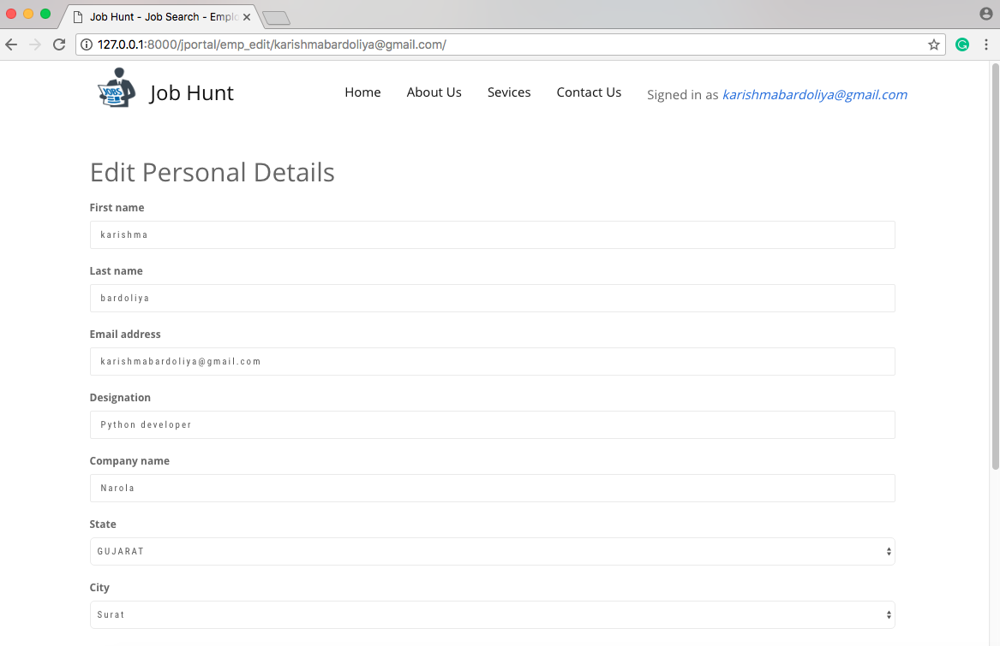 Job Hunt - Job Search - Emplo
127.0.0.1:8000/jportal/emp_edit/karishmabardoliya@gmail.com/
JOBS
Job Hunt
Home About Us Sevices Contact Us Signed in as karishmabardoliya@gmail.com
Edit Personal Details
First name
karishma
Last name
bardoliya
Email address
karishmabardoliya@gmail.com
Designation
Python developer
Company name
Narola
State
GUJARAT
City
Surat